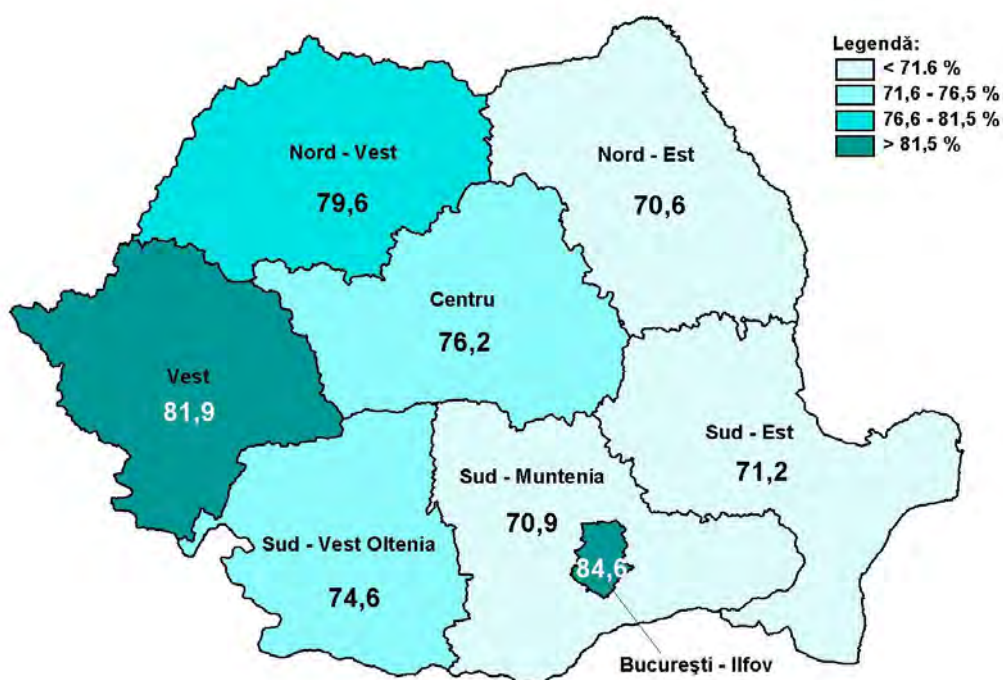 Legendă:
< 71.6 %
71,6 - 76,5 %
76,6 - 81,5 %
> 81,5 %
Nord - Vest
79,6
Nord - Est
70,6
Centru
76,2
Vest
81,9
Sud - Est
71,2
Sud - Muntenia
70,9
Sud - Vest Oltenia
74,6
84,6
Bucureşti - Ilfov